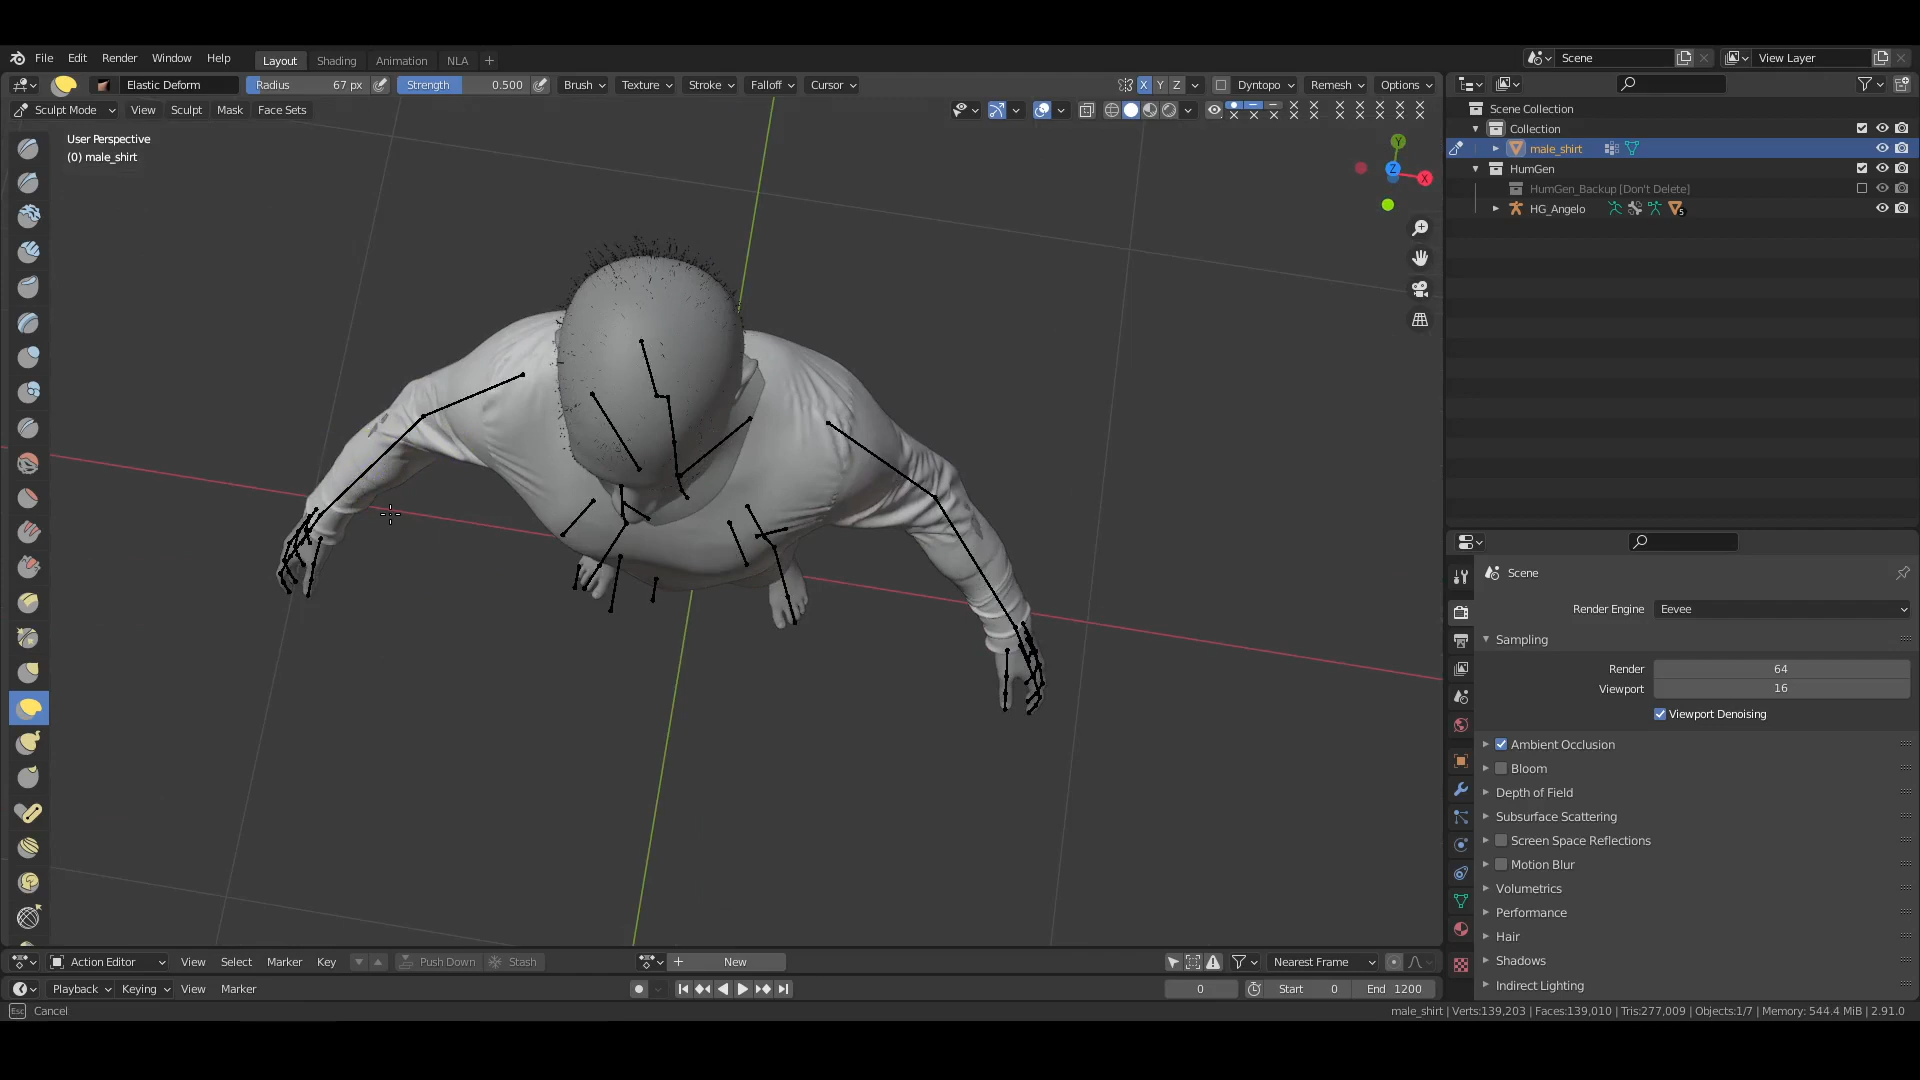 File Edit Render Window Help Layout Shading Animation NLA + Scene View Layer
Elastic Deform Radius 67 px Strength 0.500 Brush Texture Stroke Falloff Cursor X Y Z Dyntopo Remesh Options
Sculpt Mode View Sculpt Mask Face Sets
User Perspective
(0) male_shirt
Y
Z
X
Scene Collection
Collection
male_shirt
HumGen
HumGen_Backup [Don't Delete]
HG_Angelo 5
Scene
Render Engine Eevee
Sampling
Render 64
Viewport 16
Viewport Denoising
Ambient Occlusion
Bloom
Depth of Field
Subsurface Scattering
Screen Space Reflections
Motion Blur
Volumetrics
Performance
Hair
Shadows
Indirect Lighting
Action Editor View Select Marker Key Push Down Stash + New Nearest Frame
Playback Keying View Marker 0 Start 0 End 1200
Esc Cancel male_shirt | Verts:139,203 | Faces:139,010 | Tris:277,009 | Objects:1/7 | Memory: 544.4 MiB | 2.91.0